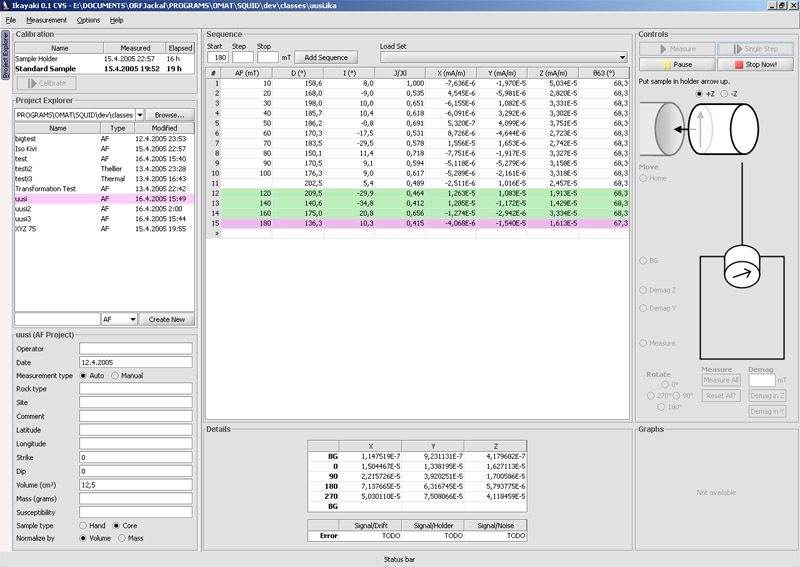 Ikayaki 0.1 CVS - E:\DOCUMENTS\ORFJackal\PROGRAMS\OMAT\SQUID\dev\classes\uusi.ika
File Measurement Options Help
Project Explorer
Calibration
Name Measured Elapsed
Sample Holder 15.4.2005 22:57 16 h
Standard Sample 15.4.2005 19:52 19 h
Calibrate
Project Explorer
PROGRAMS\OMAT\SQUID\dev\classes Browse...
Name Type Modified
bigtest AF 12.4.2005 23:53
Iso Kivi AF 15.4.2005 22:57
test AF 16.4.2005 15:40
testi2 Thellier 13.4.2005 23:28
testi3 Thermal 13.4.2005 16:43
Transformation Test AF 13.4.2005 22:42
uusi AF 16.4.2005 15:49
uusi2 AF 16.4.2005 2:00
uusi3 AF 16.4.2005 15:44
XYZ 75 AF 15.4.2005 16:55
AF Create New
uusi (AF Project)
Operator
Date 12.4.2005
Measurement type Auto Manual
Rock type
Site
Comment
Latitude
Longitude
Strike 0
Dip 0
Volume (cm³) 12,5
Mass (grams)
Susceptibility
Sample type Hand Core
Normalize by Volume Mass
Sequence
Start Step Stop Load Set
180 mT Add Sequence
# AF (mT) D (°) I (°) J/J0 X (mA/m) Y (mA/m) Z (mA/m) θ63 (°)
1 10 158,6 8,0 1,000 -7,636E-6 -1,970E-5 5,034E-5 68,3
2 20 168,0 -9,0 0,535 4,545E-6 -5,981E-6 2,820E-5 68,3
3 30 198,0 10,0 0,651 -6,155E-6 1,082E-5 3,331E-5 68,3
4 40 185,7 10,4 0,618 -6,091E-6 3,292E-6 3,302E-5 68,3
5 50 186,2 -0,8 0,691 5,320E-7 4,099E-6 3,751E-5 68,3
6 60 170,3 -17,5 0,531 8,726E-6 -4,644E-6 2,723E-5 68,3
7 70 183,5 -29,5 0,578 1,556E-5 1,653E-6 2,742E-5 68,3
8 80 150,1 11,4 0,718 -7,751E-6 -1,917E-5 3,327E-5 68,3
9 90 170,5 9,1 0,594 -5,118E-6 -5,279E-6 3,158E-5 68,3
10 100 176,3 9,0 0,617 -5,289E-6 -2,161E-6 3,318E-5 68,3
11 202,5 5,4 0,489 -2,511E-6 1,016E-5 2,457E-5 68,3
12 120 209,5 -29,9 0,464 1,263E-5 1,083E-5 1,913E-5 68,3
13 140 140,6 -34,8 0,412 1,285E-5 -1,172E-5 1,429E-5 68,3
14 160 175,0 20,8 0,656 -1,274E-5 -2,942E-6 3,334E-5 68,3
15 180 136,3 10,3 0,415 -4,068E-6 -1,540E-5 1,613E-5 67,3
»
Details
X Y Z
BG 1,147519E-7 9,231131E-7 4,179682E-7
0 1,504467E-5 1,338195E-5 1,627113E-5
90 2,215726E-5 3,920251E-5 1,700586E-5
180 7,137665E-5 6,316745E-5 5,793775E-6
270 5,030110E-5 7,508066E-5 4,118459E-5
BG
Signal/Drift Signal/Holder Signal/Noise
Error TODO TODO TODO
Controls
Measure Single Step
Pause Stop Now!
Put sample in holder arrow up.
+Z -Z
Move
Home
BG
Demag Z
Demag Y
Measure
Rotate Measure Demag
0° Measure All mT
270° 90° Reset All? Demag in Z
180° Demag in Y
Graphs
Not available
Status bar